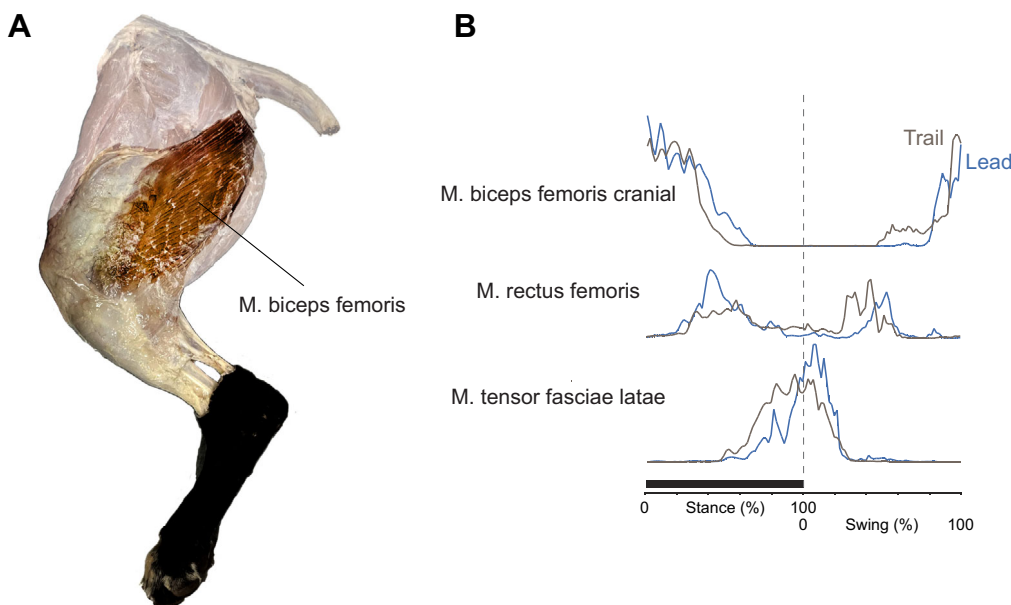 A
B
Trail
Lead
M. biceps femoris cranial
M. rectus femoris
M. biceps femoris
M. tensor fasciae latae
0 Stance (%) 100
0 Swing (%) 100